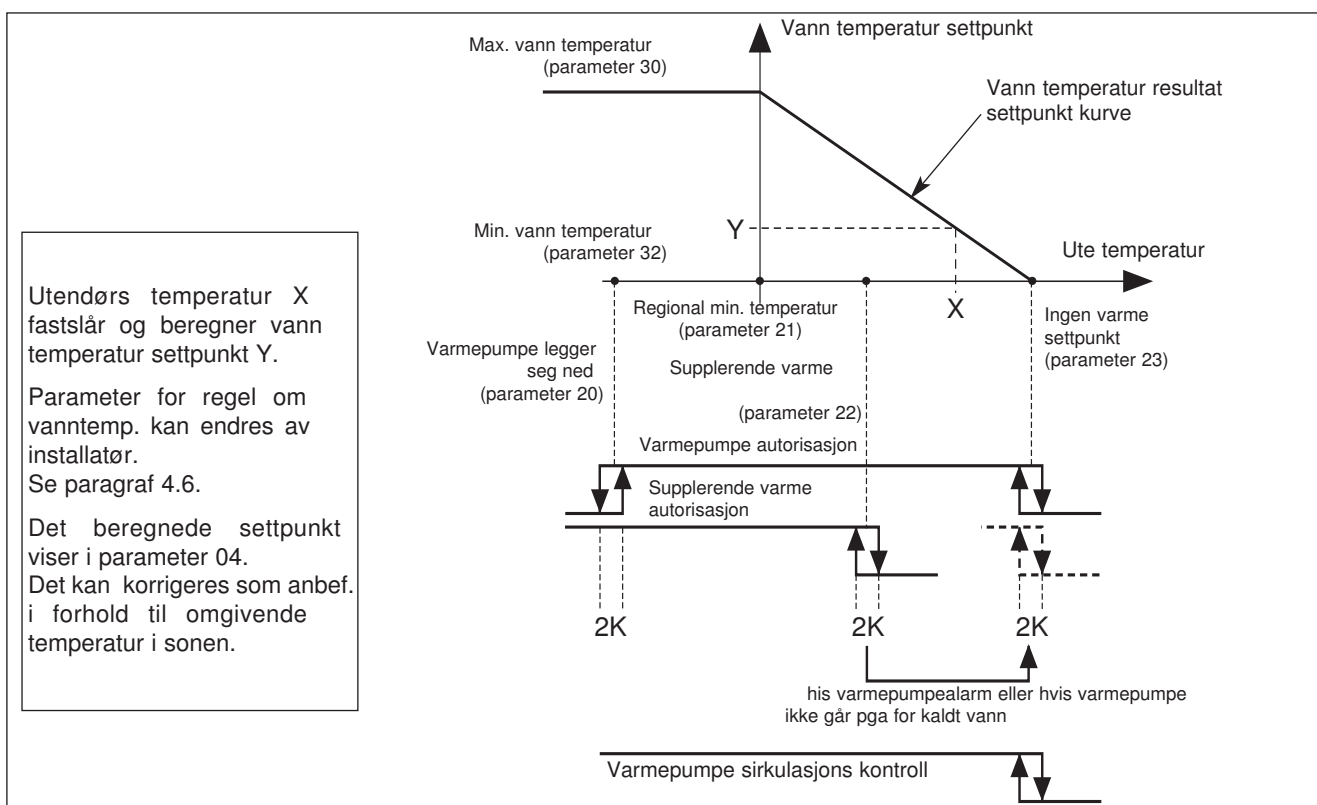 Vann temperatur settpunkt
Max. vann temperatur
(parameter 30)
Vann temperatur resultat
settpunkt kurve
Min. vann temperatur
(parameter 32)
Y
Ute temperatur
X
Regional min. temperatur
(parameter 21)
Ingen varme
settpunkt
(parameter 23)
Varmepumpe legger
seg ned
(parameter 20)
Supplerende varme
(parameter 22)
Varmepumpe autorisasjon
Supplerende varme
autorisasjon
2K
2K
2K
his varmepumpealarm eller hvis varmepumpe
ikke går pga for kaldt vann
Varmepumpe sirkulasjons kontroll
Utendørs temperatur X
fastslår og beregner vann
temperatur settpunkt Y.
Parameter for regel om
vanntemp. kan endres av
installatør.
Se paragraf 4.6.
Det beregnede settpunkt
viser i parameter 04.
Det kan korrigeres som anbef.
i forhold til omgivende
temperatur i sonen.